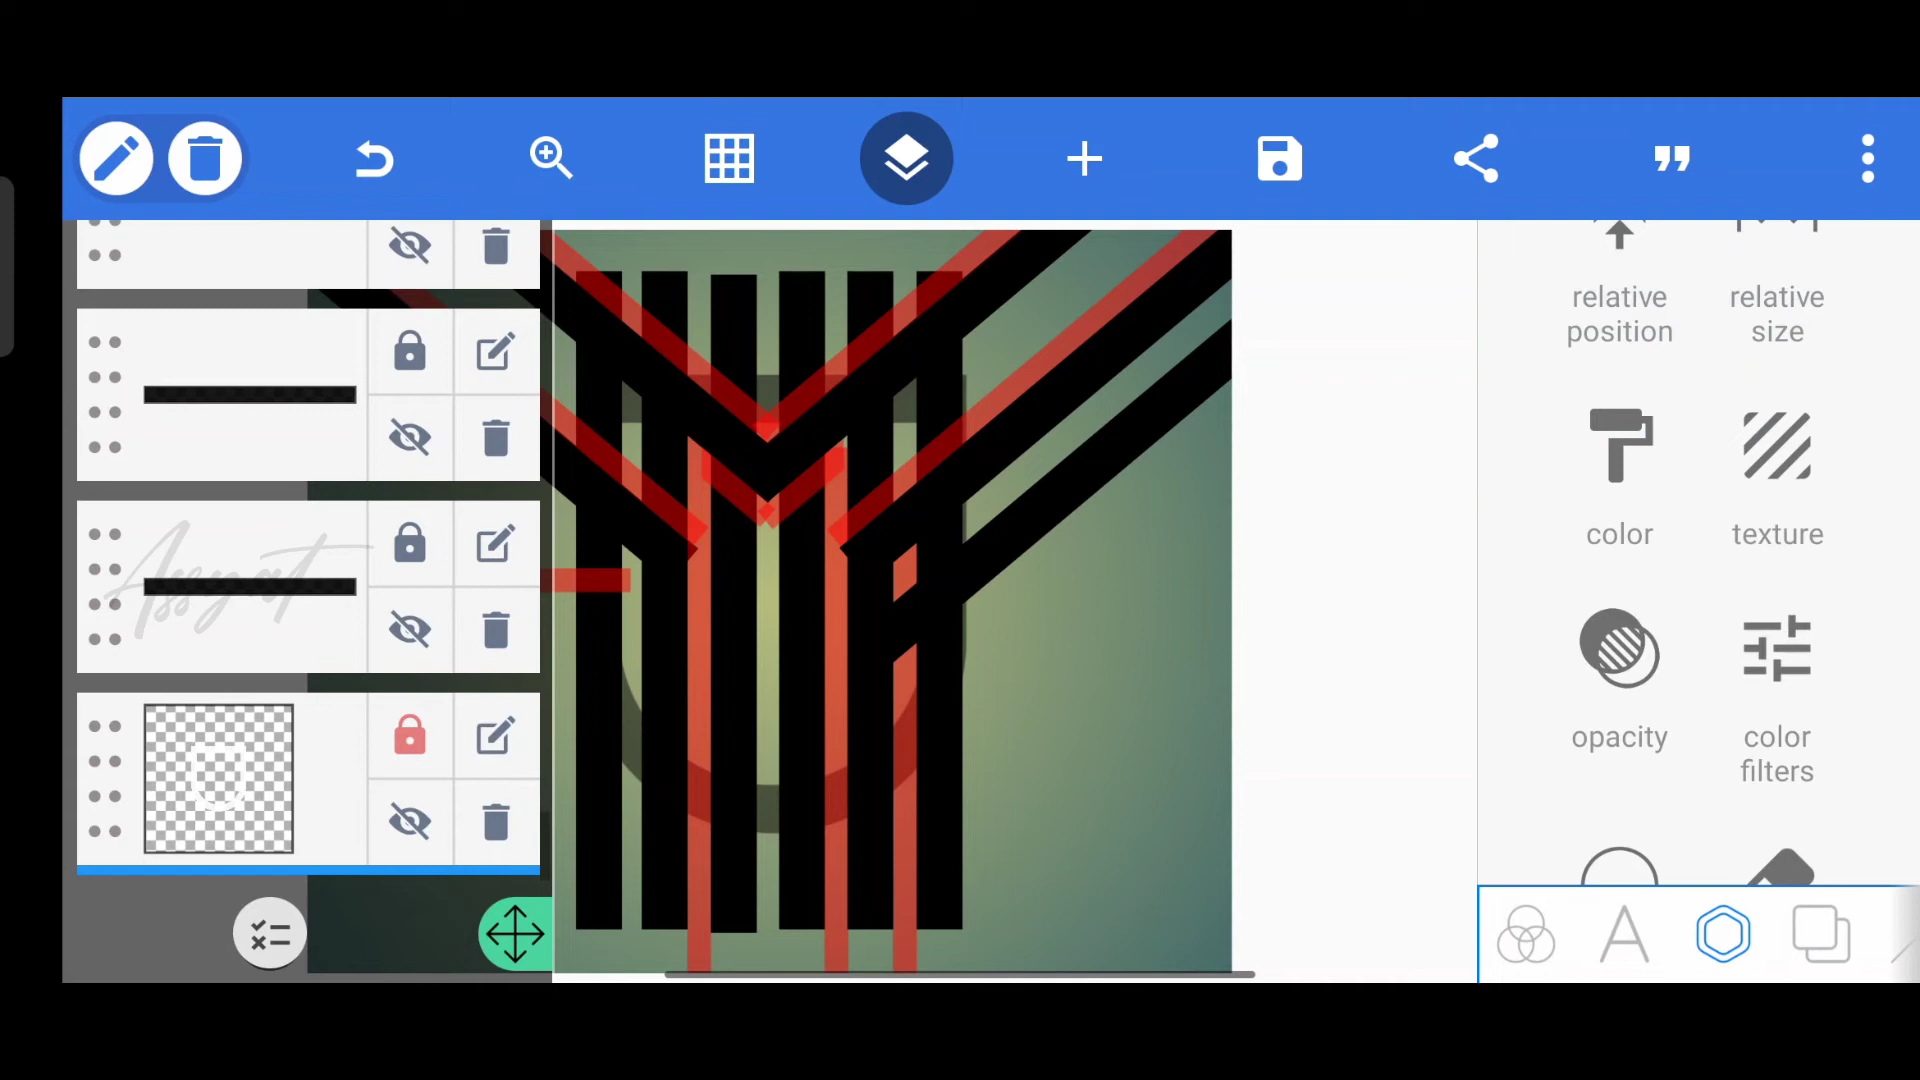 relative
position
relative
size
color
texture
opacity
color
filters